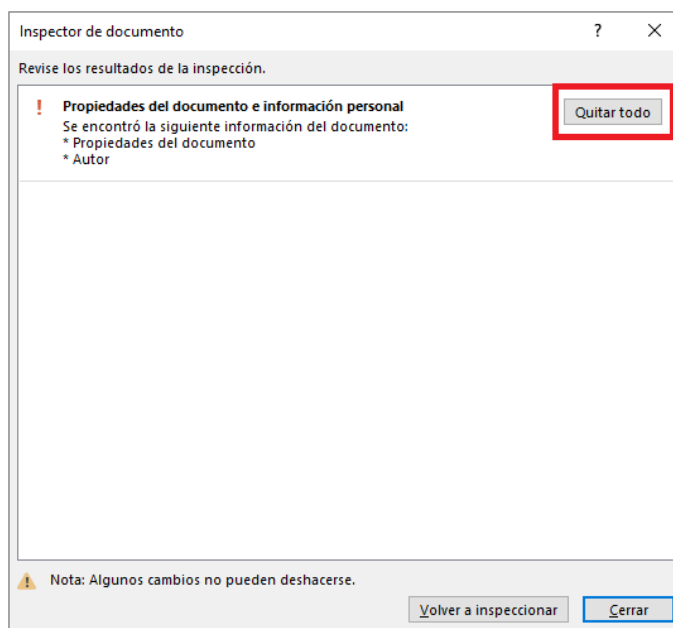 Inspector de documento
?
Revise los resultados de la inspección.
! Propiedades del documento e información personal
Quitar todo
Se encontró la siguiente información del documento:
* Propiedades del documento
* Autor
Nota: Algunos cambios no pueden deshacerse.
Volver a inspeccionar
Cerrar